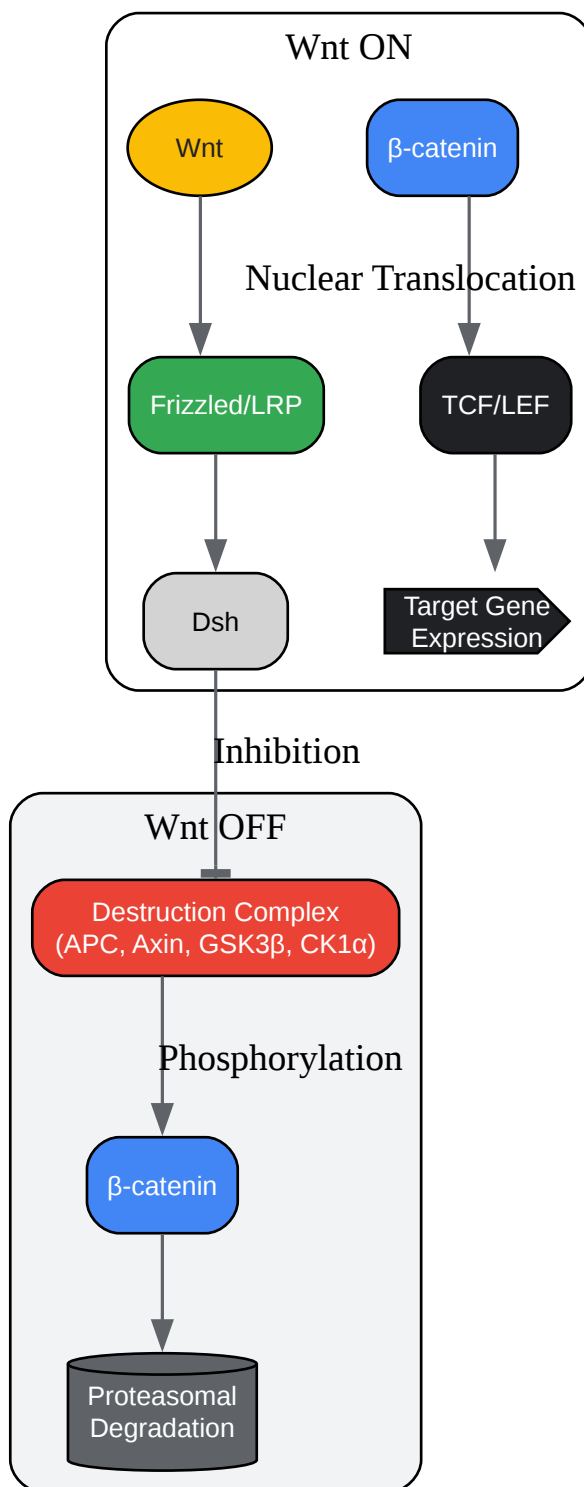 Wnt ON
Wnt
β-catenin
Nuclear Translocation
Frizzled/LRP
TCF/LEF
Dsh
Target Gene
Expression
Inhibition
Wnt OFF
Destruction Complex
(APC, Axin, GSK3β, CK1α)
Phosphorylation
β-catenin
Proteasomal
Degradation